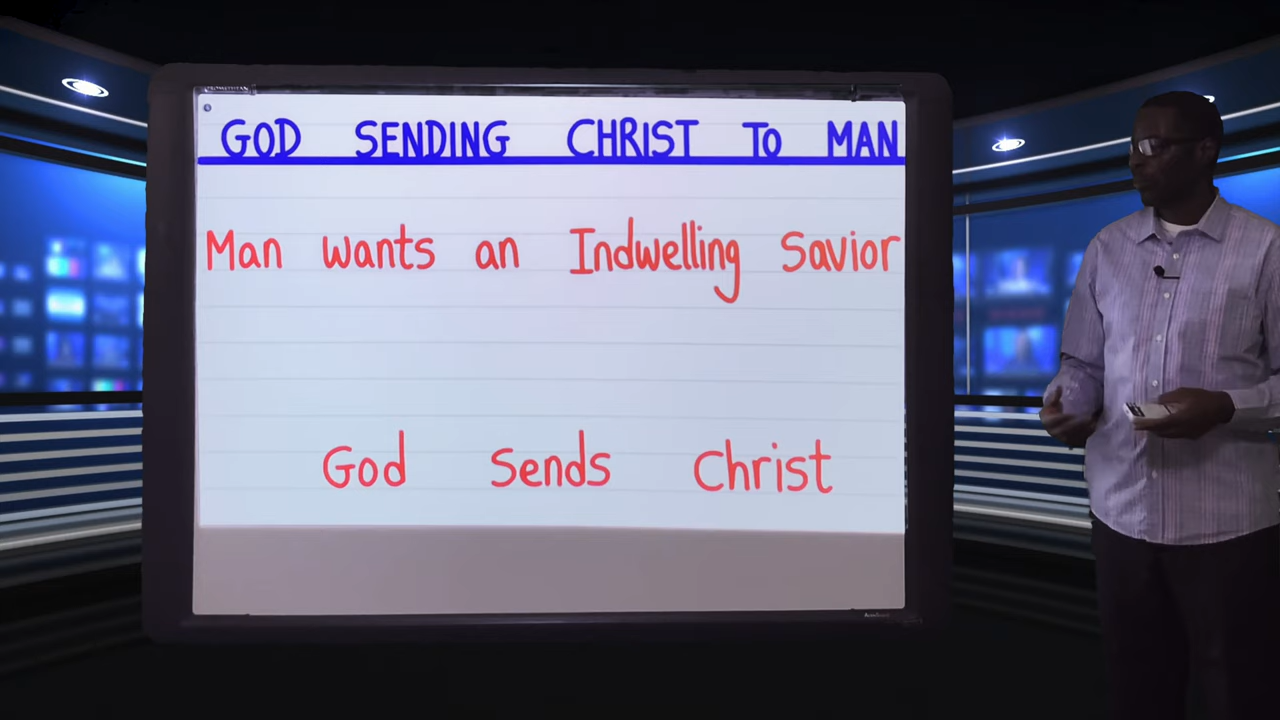 GOD SENDING CHRIST TO MAN
Man wants an Indwelling Savior
God Sends Christ